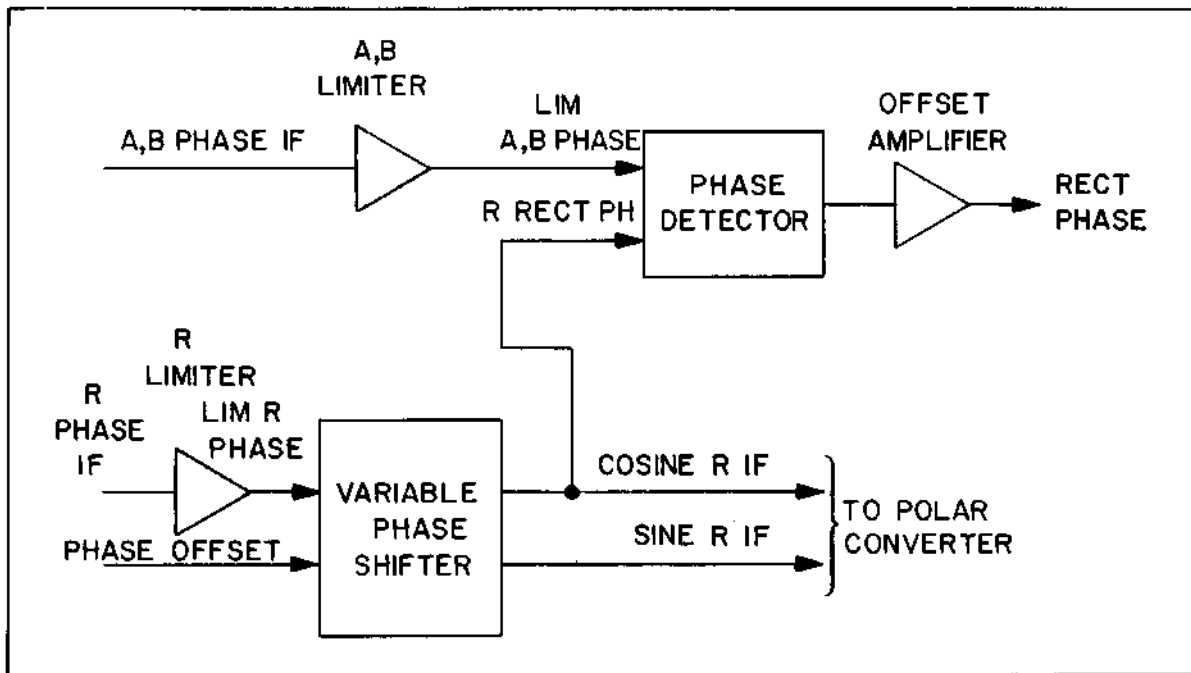 A,B
LIMITER
A,B PHASE IF
LIM
A,B PHASE
R RECT PH
PHASE
DETECTOR
OFFSET
AMPLIFIER
RECT
PHASE
R
LIMITER
R
PHASE
IF
LIM R
PHASE
PHASE OFFSET
VARIABLE
PHASE
SHIFTER
COSINE R IF
SINE R IF
TO POLAR
CONVERTER